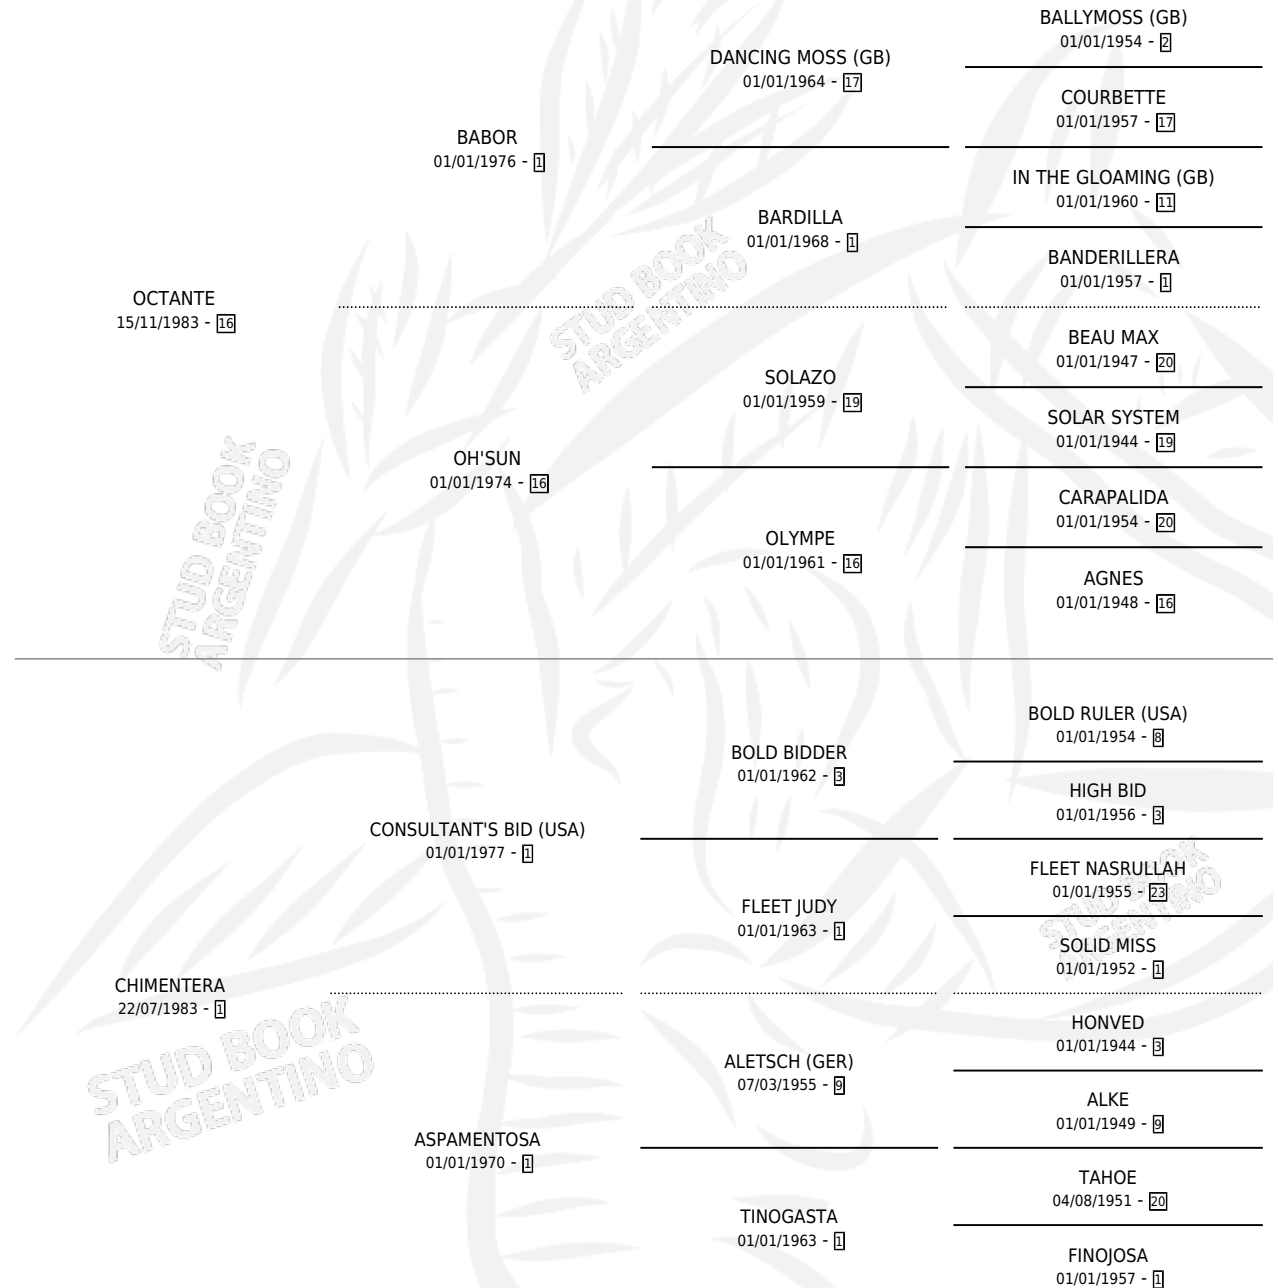 BALLYMOSS (GB)
01/01/1954 - 2
DANCING MOSS (GB)
01/01/1964 - 17
COURBETTE
01/01/1957 - 17
BABOR
01/01/1976 - 1
IN THE GLOAMING (GB)
01/01/1960 - 11
BARDILLA
01/01/1968 - 1
BANDERILLERA
01/01/1957 - 1
OCTANTE
15/11/1983 - 16
BEAU MAX
01/01/1947 - 20
SOLAZO
01/01/1959 - 19
SOLAR SYSTEM
01/01/1944 - 19
OH'SUN
01/01/1974 - 16
CARAPALIDA
01/01/1954 - 20
OLYMPE
01/01/1961 - 16
AGNES
01/01/1948 - 16
STUD BOOK
ARGENTINO
STUD BOOK
ARGENTINO
BOLD RULER (USA)
01/01/1954 - 8
BOLD BIDDER
01/01/1962 - 3
HIGH BID
01/01/1956 - 3
CONSULTANT'S BID (USA)
01/01/1977 - 1
FLEET NASRULLAH
01/01/1955 - 23
FLEET JUDY
01/01/1963 - 1
SOLID MISS
01/01/1952 - 1
CHIMENTERA
22/07/1983 - 1
HONVED
01/01/1944 - 3
ALETSCH (GER)
07/03/1955 - 9
ALKE
01/01/1949 - 9
ASPAMENTOSA
01/01/1970 - 1
TAHOE
04/08/1951 - 20
TINOGASTA
01/01/1963 - 1
FINOJOSA
01/01/1957 - 1
STUD BOOK
ARGENTINO
STUD BOOK
ARGENTINO